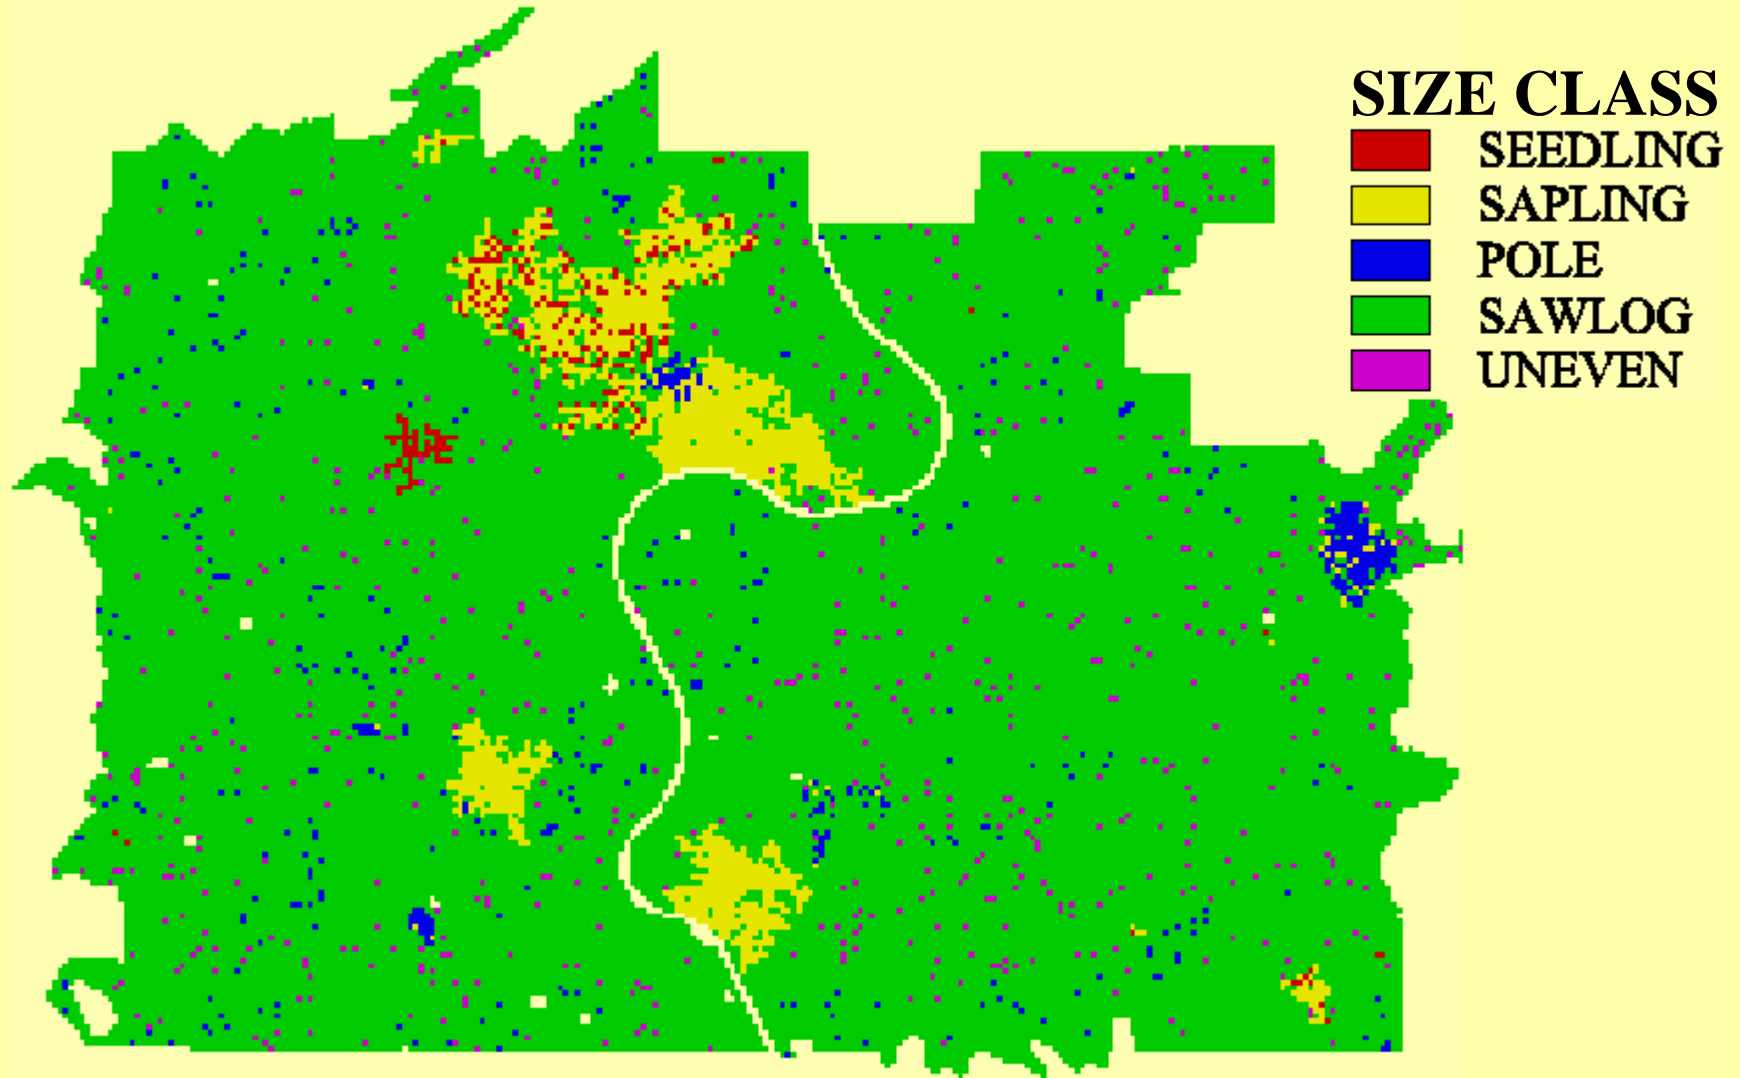 SIZE CLASS
SEEDLING
SAPLING
POLE
SAWLOG
UNEVEN